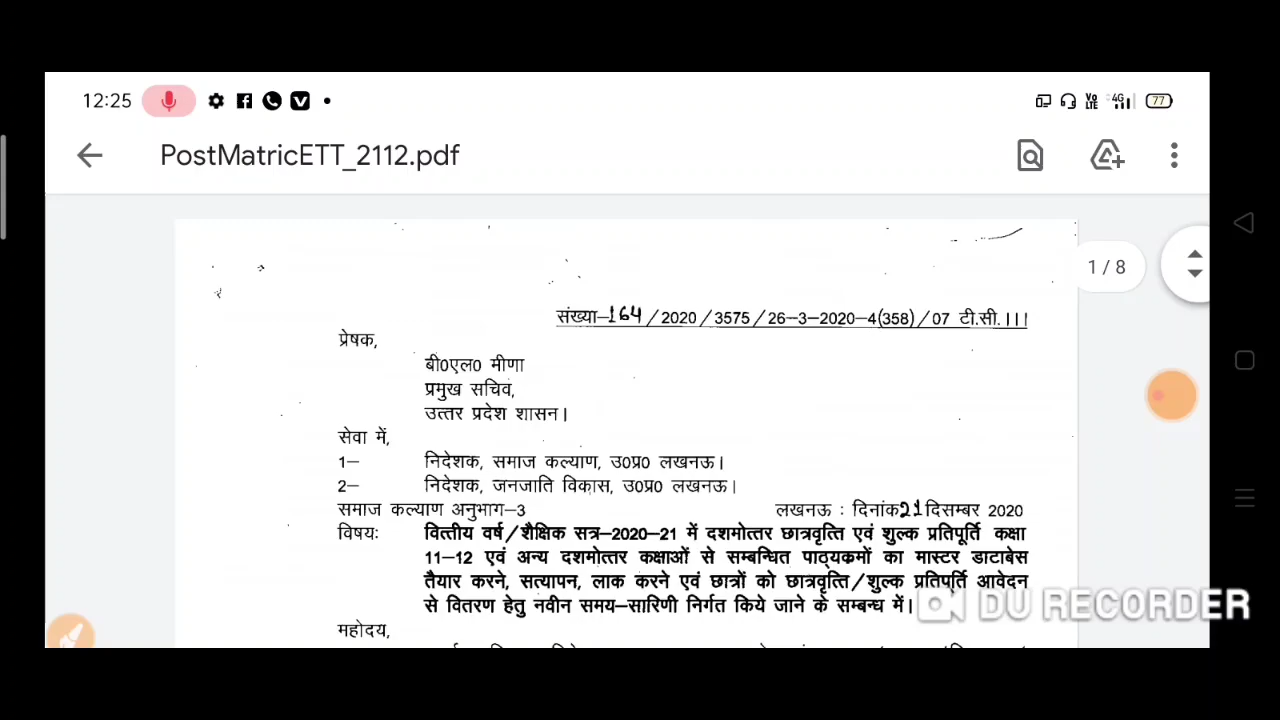 12:25
VoLTE 4G 77
PostMatricETT_2112.pdf
1 / 8
संख्या-164/2020/3575/26-3-2020-4(358)/07 टी.सी.।।।
प्रेषक,
बी0एल0 मीणा
प्रमुख सचिव,
उत्तर प्रदेश शासन।
सेवा में,
1– निदेशक, समाज कल्याण, उ0प्र0 लखनऊ।
2– निदेशक, जनजाति विकास, उ0प्र0 लखनऊ।
समाज कल्याण अनुभाग-3 लखनऊ : दिनांक 21 दिसम्बर 2020
विषयः वित्तीय वर्ष/शैक्षिक सत्र–2020–21 में दशमोत्तर छात्रवृत्ति एवं शुल्क प्रतिपूर्ति कक्षा
11–12 एवं अन्य दशमोत्तर कक्षाओं से सम्बन्धित पाठ्यक्रमों का मास्टर डाटाबेस
तैयार करने, सत्यापन, लाक करने एवं छात्रों को छात्रवृत्ति/शुल्क प्रतिपूर्ति आवेदन
से वितरण हेतु नवीन समय–सारिणी निर्गत किये जाने के सम्बन्ध में।
DU RECORDER
महोदय,